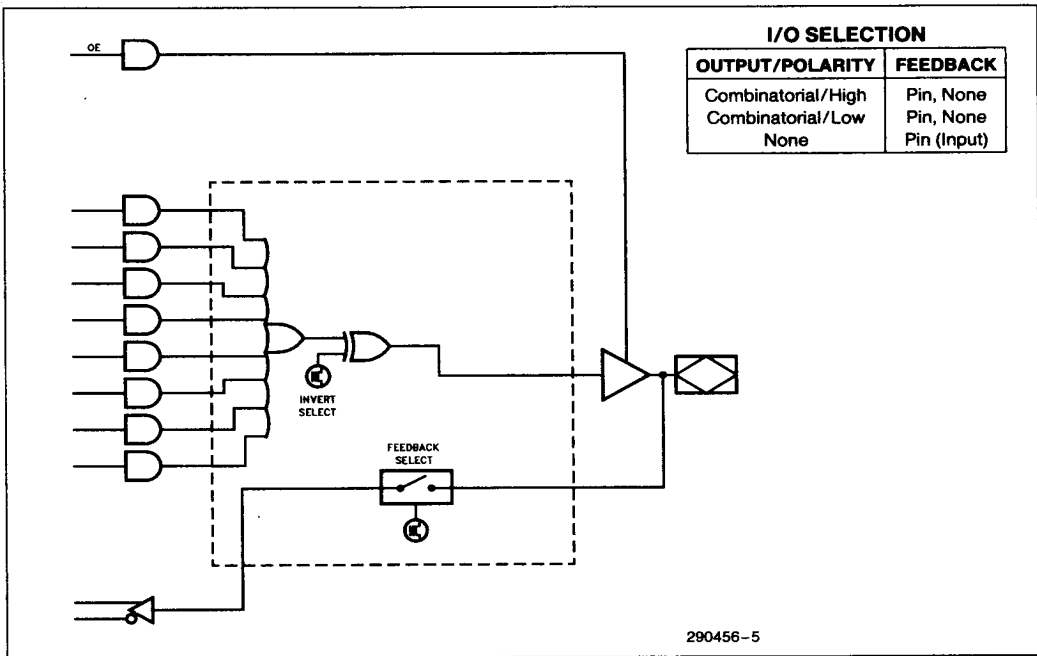 OE
I/O SELECTION
OUTPUT/POLARITY FEEDBACK
Combinatorial/High Pin, None
Combinatorial/Low Pin, None
None Pin (Input)
INVERT
SELECT
FEEDBACK
SELECT
290456-5